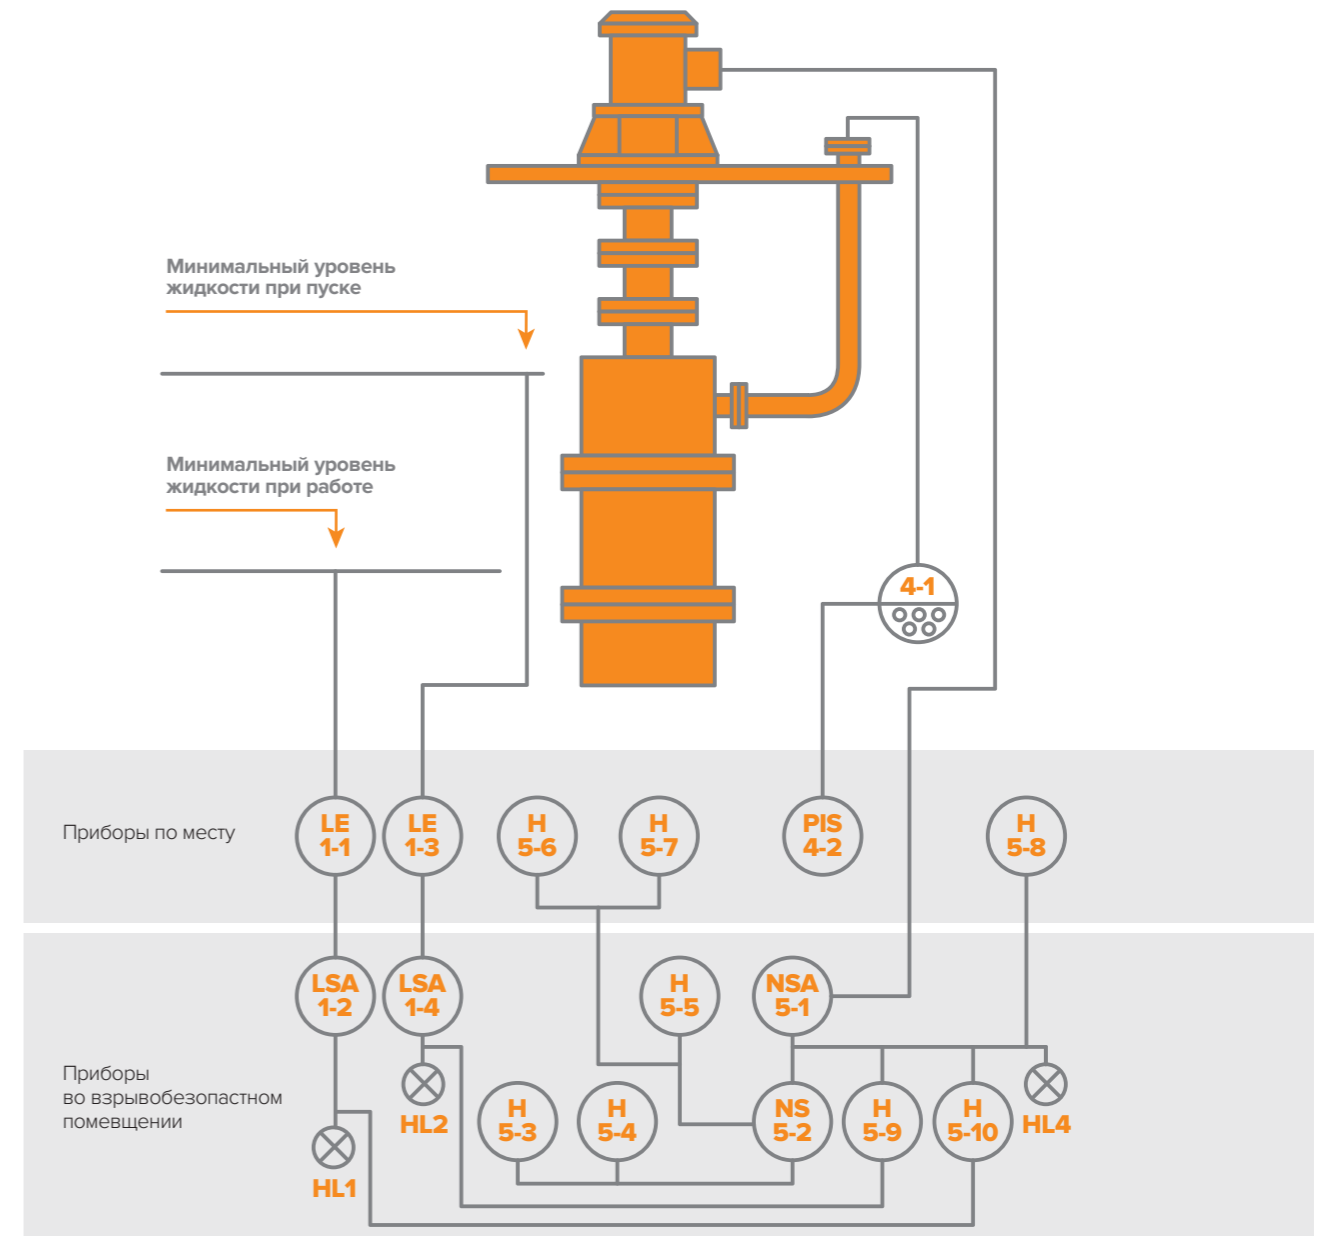 Минимальный уровень
жидкости при пуске
Минимальный уровень
жидкости при работе
4-1
Приборы по месту
LE
1-1
LE
1-3
H
5-6
H
5-7
PIS
4-2
H
5-8
LSA
1-2
LSA
1-4
H
5-5
NSA
5-1
Приборы
во взрывобезопастном
помевщении
HL1
HL2
H
5-3
H
5-4
NS
5-2
H
5-9
H
5-10
HL4